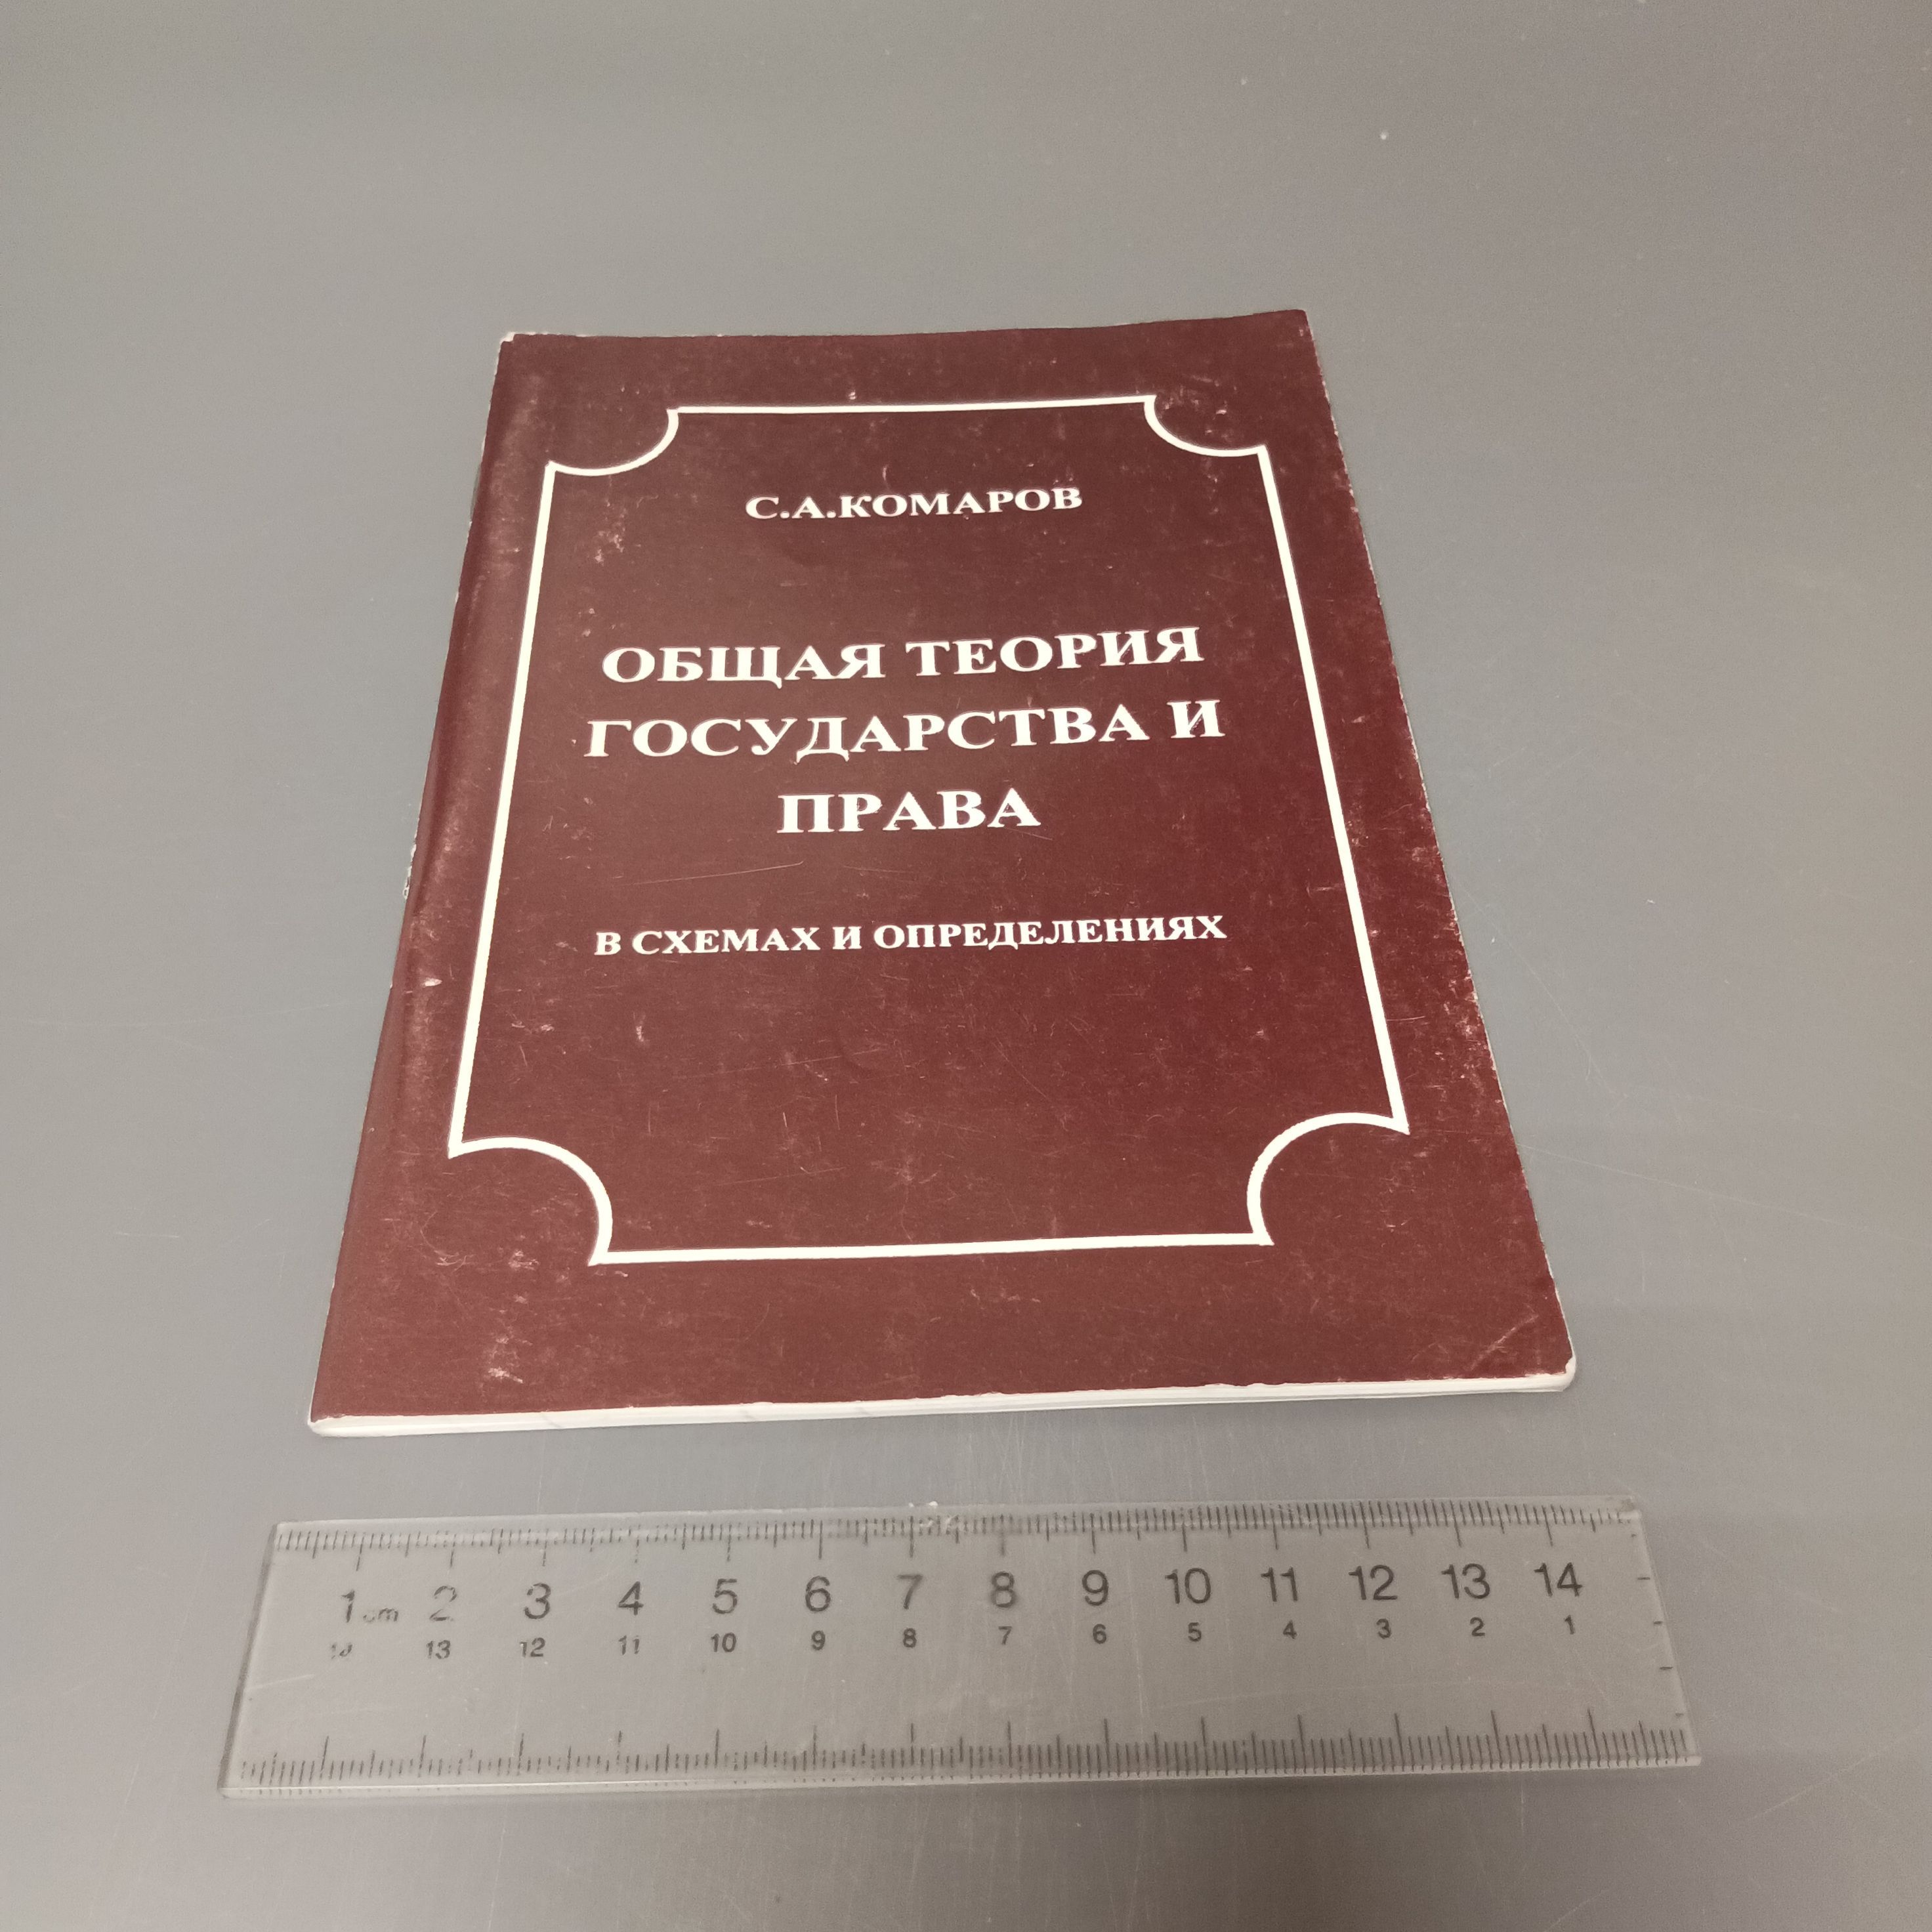 С.А.КОМАРОВ
ОБЩАЯ ТЕОРИЯ
ГОСУДАРСТВА И
ПРАВА
В СХЕМАХ И ОПРЕДЕЛЕНИЯХ
1 cm 2 3 4 5 6 7 8 9 10 11 12 13 14
14 13 12 11 10 9 8 7 6 5 4 3 2 1